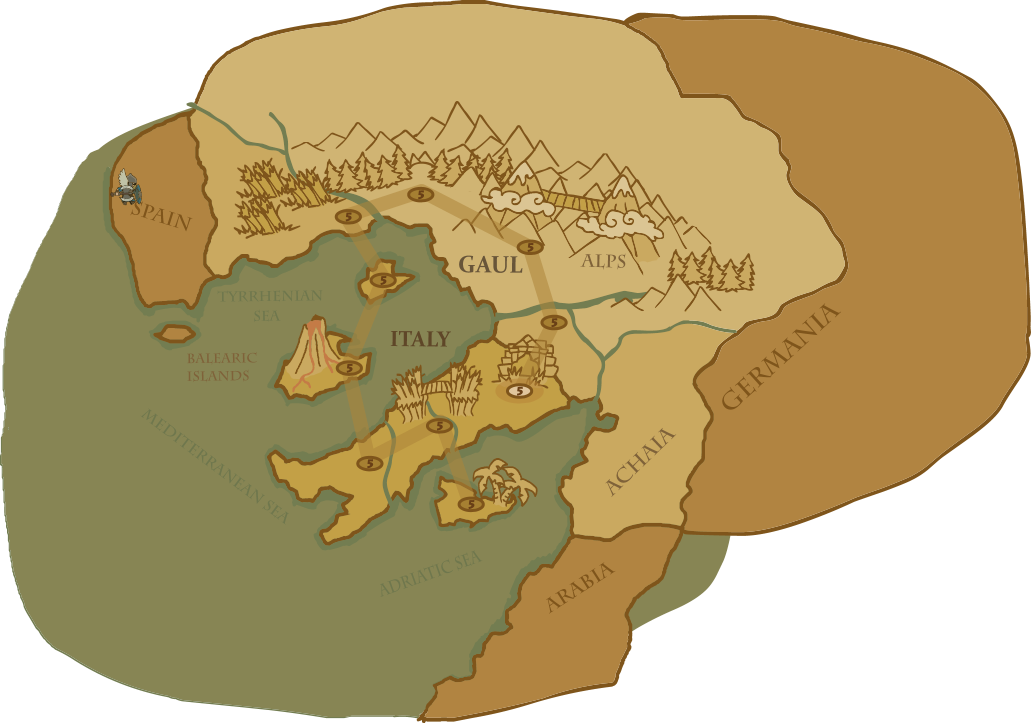 SPAIN
5
5
5
GAUL
ALPS
5
TYRRHENIAN
SEA
5
ITALY
BALEARIC
ISLANDS
5
5
GERMANIA
MEDITERRANEAN SEA
5
5
ACHAIA
5
ADRIATIC SEA
ARABIA